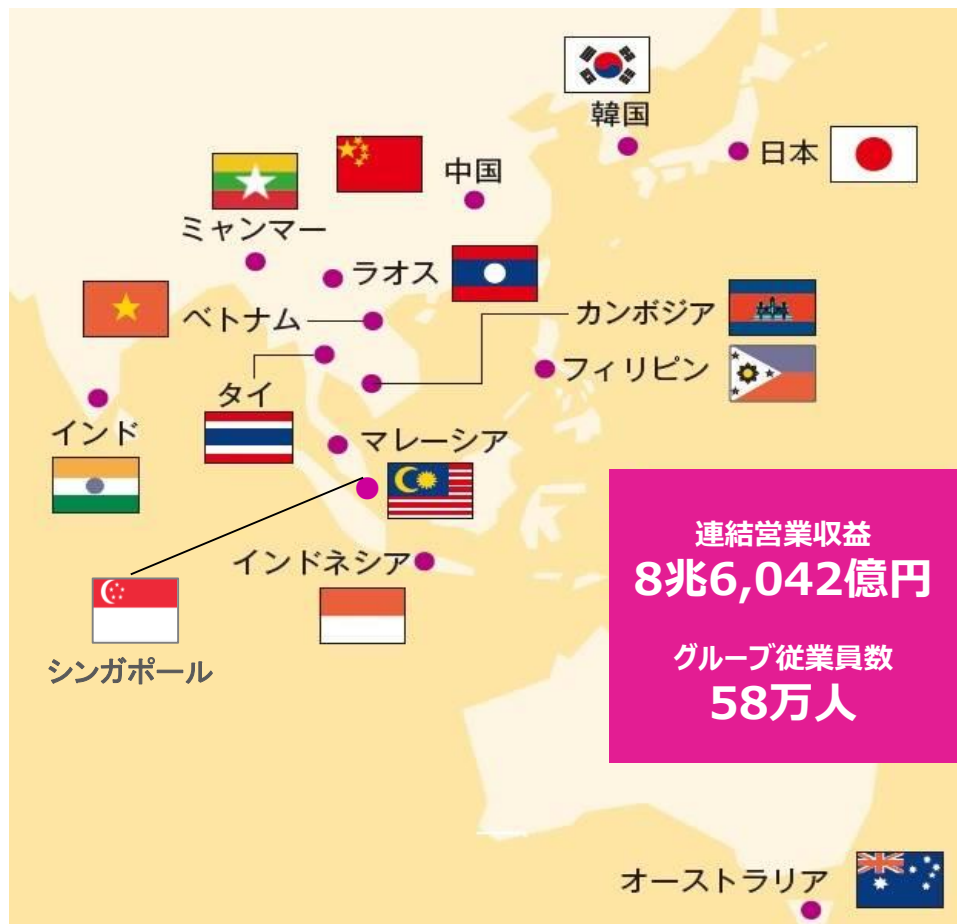 韓国
日本
中国
ミャンマー
ラオス
ベトナム
カンボジア
フィリピン
タイ
インド
マレーシア
インドネシア
シンガポール
連結営業収益
8兆6,042億円
グループ従業員数
58万人
オーストラリア